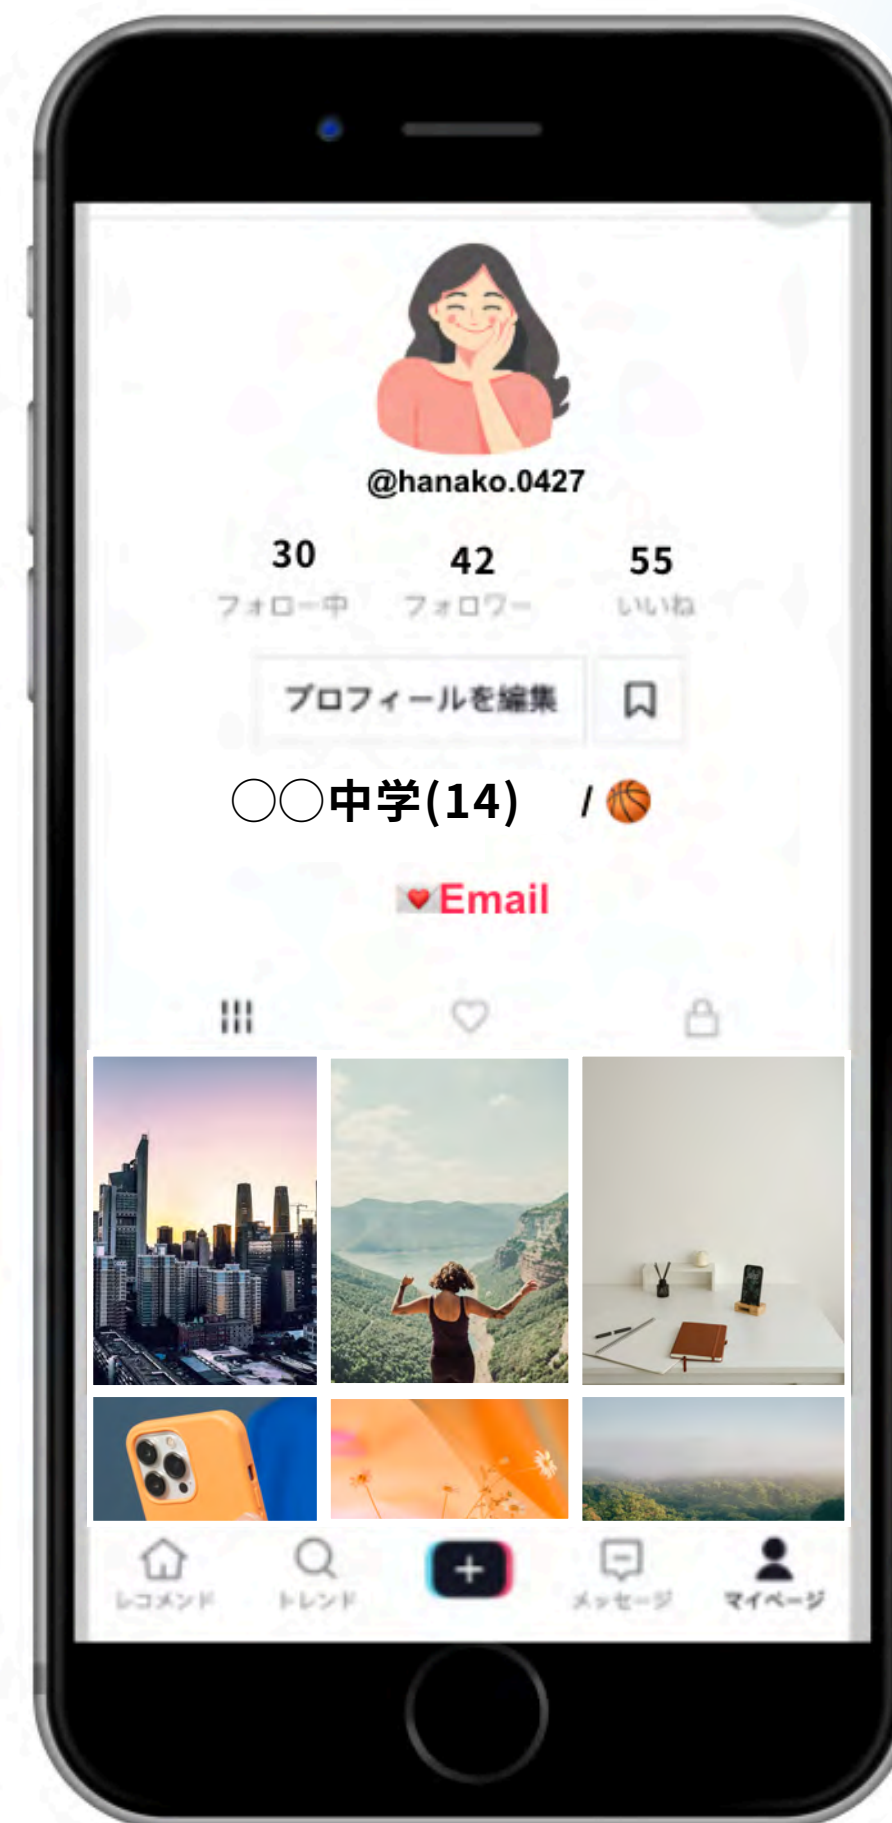 @hanako.0427
30 42 55
フォロー中 フォロワー いいね
プロフィールを編集
○○中学(14) / 🏀
💌Email
レコメンド トレンド メッセージ マイページ